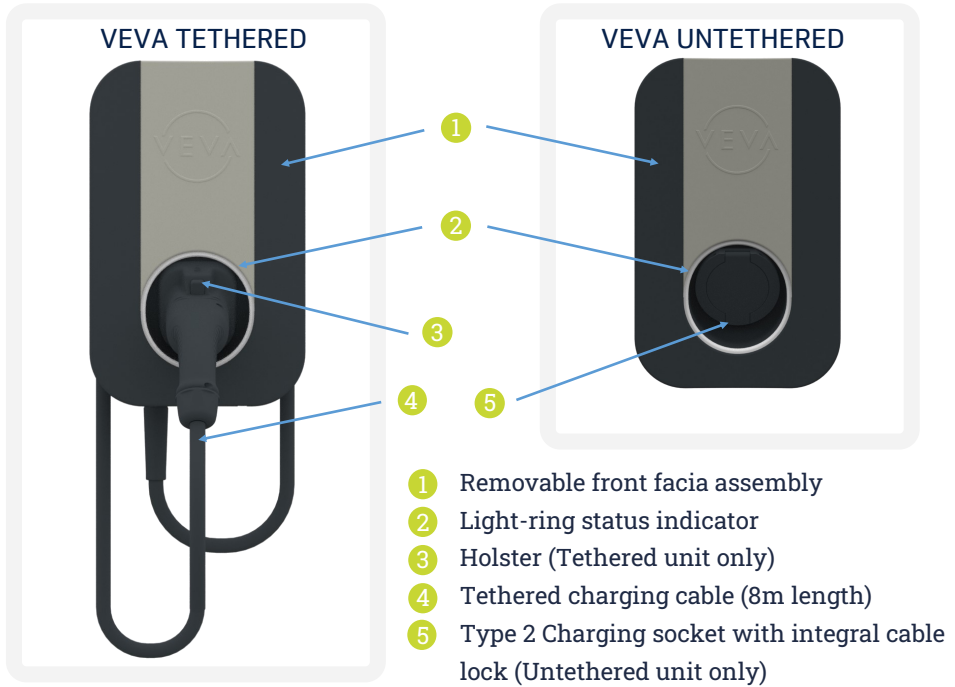 VEVA TETHERED
VEVA UNTETHERED
VEVA
VEVA
1
2
3
4
5
1 Removable front facia assembly
2 Light-ring status indicator
3 Holster (Tethered unit only)
4 Tethered charging cable (8m length)
5 Type 2 Charging socket with integral cable
lock (Untethered unit only)